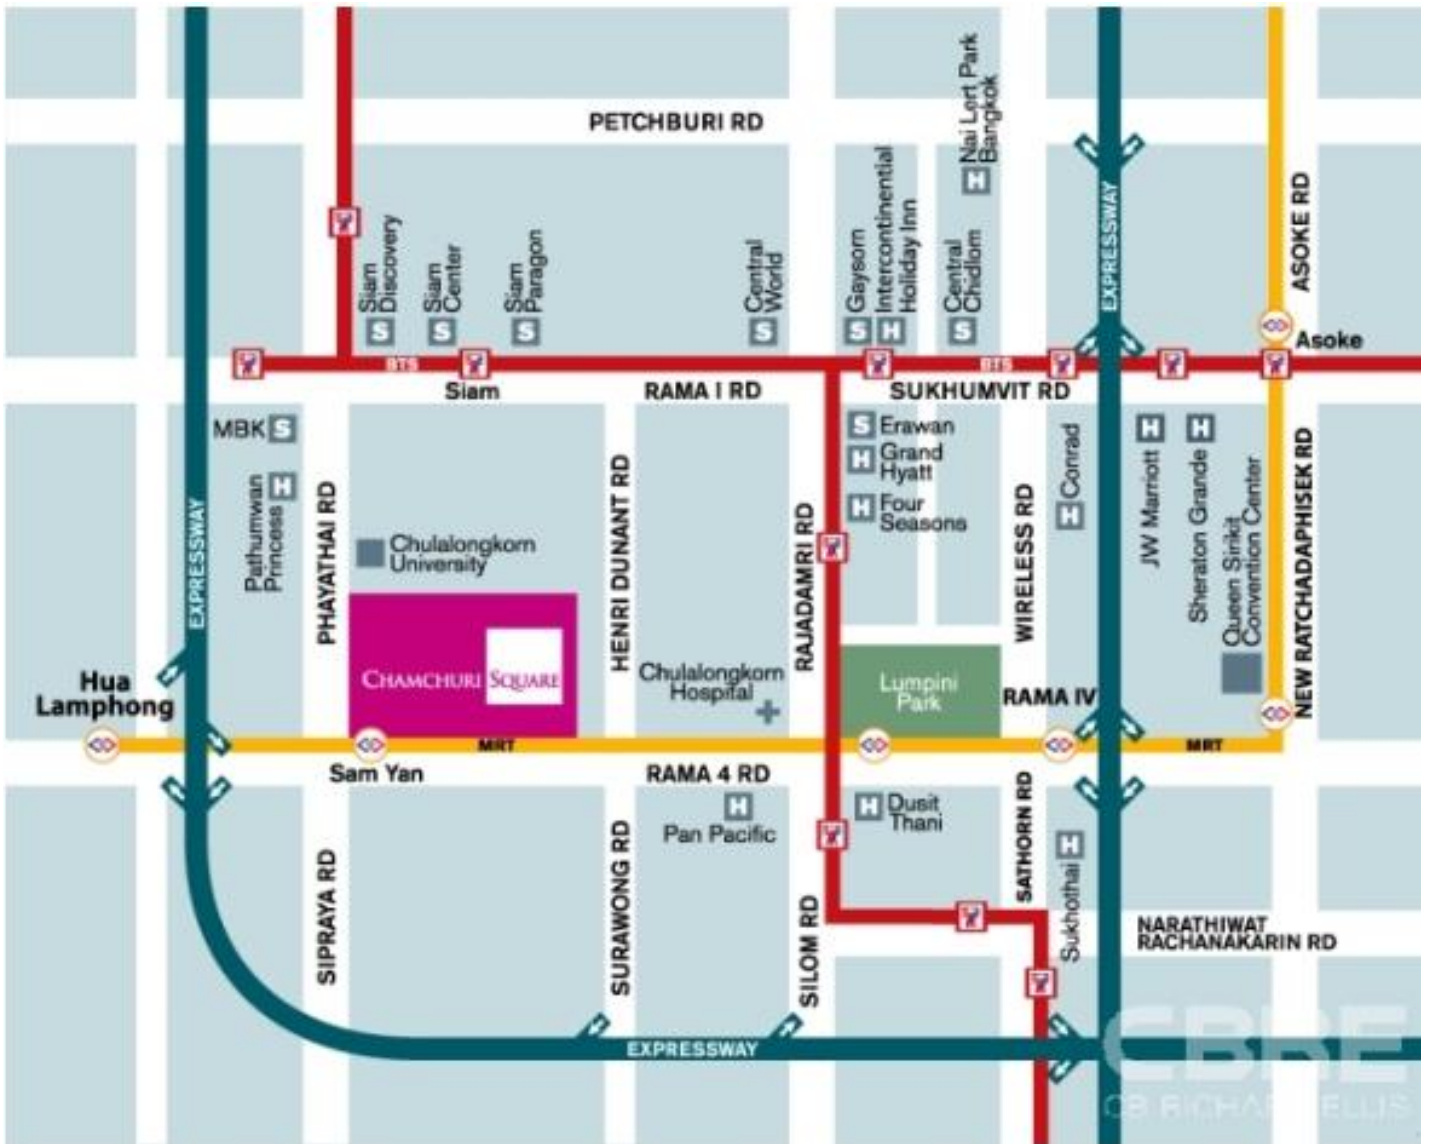 PETCHBURI RD
Nai Lert Park
Bangkok
EXPRESSWAY
ASOKE RD
Siam
Discovery
Siam
Center
Siam
Paragon
Central
World
Gaysorn
Intercontinental
Holiday Inn
Central
Chidlom
S
S
S
S
S
H
S
H
Asoke
BTS
BTS
Siam
RAMA I RD
SUKHUMVIT RD
MBK S
S Erawan
H Grand
Hyatt
H Four
Seasons
Pathumwan
Princess
H
PHAYATHAI RD
EXPRESSWAY
Chulalongkorn
University
HENRI DUNANT RD
RAJADAMRI RD
WIRELESS RD
Conrad
H
H
JW Marriott
H
Sheraton Grande
Queen Sirikit
Convention Center
NEW RATCHADAPHISEK RD
CHAMCHURI SQUARE
Chulalongkorn
Hospital
Lumpini
Park
RAMA IV
Hua
Lamphong
MRT
MRT
Sam Yan
RAMA 4 RD
H
Pan Pacific
H Dusit
Thani
SATHORN RD
H
Sukhothai
SIPRAYA RD
SURAWONG RD
SILOM RD
NARATHIWAT
RACHANAKARIN RD
EXPRESSWAY
CBRE
CB RICHARD ELLIS